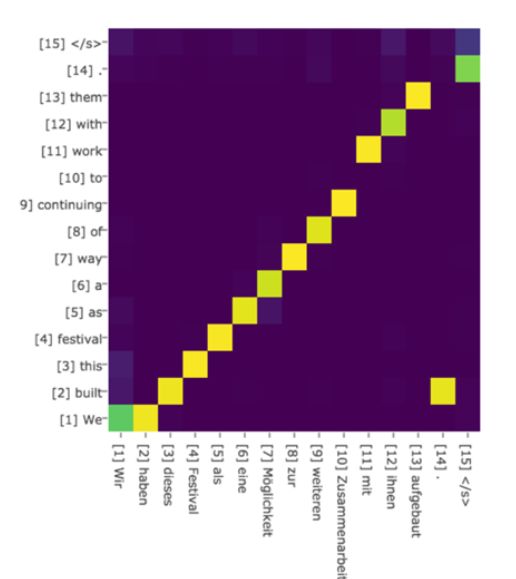 [15] </s>
[14] .
[13] them
[12] with
[11] work
[10] to
9] continuing
[8] of
[7] way
[6] a
[5] as
[4] festival
[3] this
[2] built
[1] We
[1] Wir
[2] haben
[3] dieses
[4] Festival
[5] als
[6] eine
[7] Möglichkeit
[8] zur
[9] weiteren
[10] Zusammenarbeit
[11] mit
[12] ihnen
[13] aufgebaut
[14] .
[15] </s>